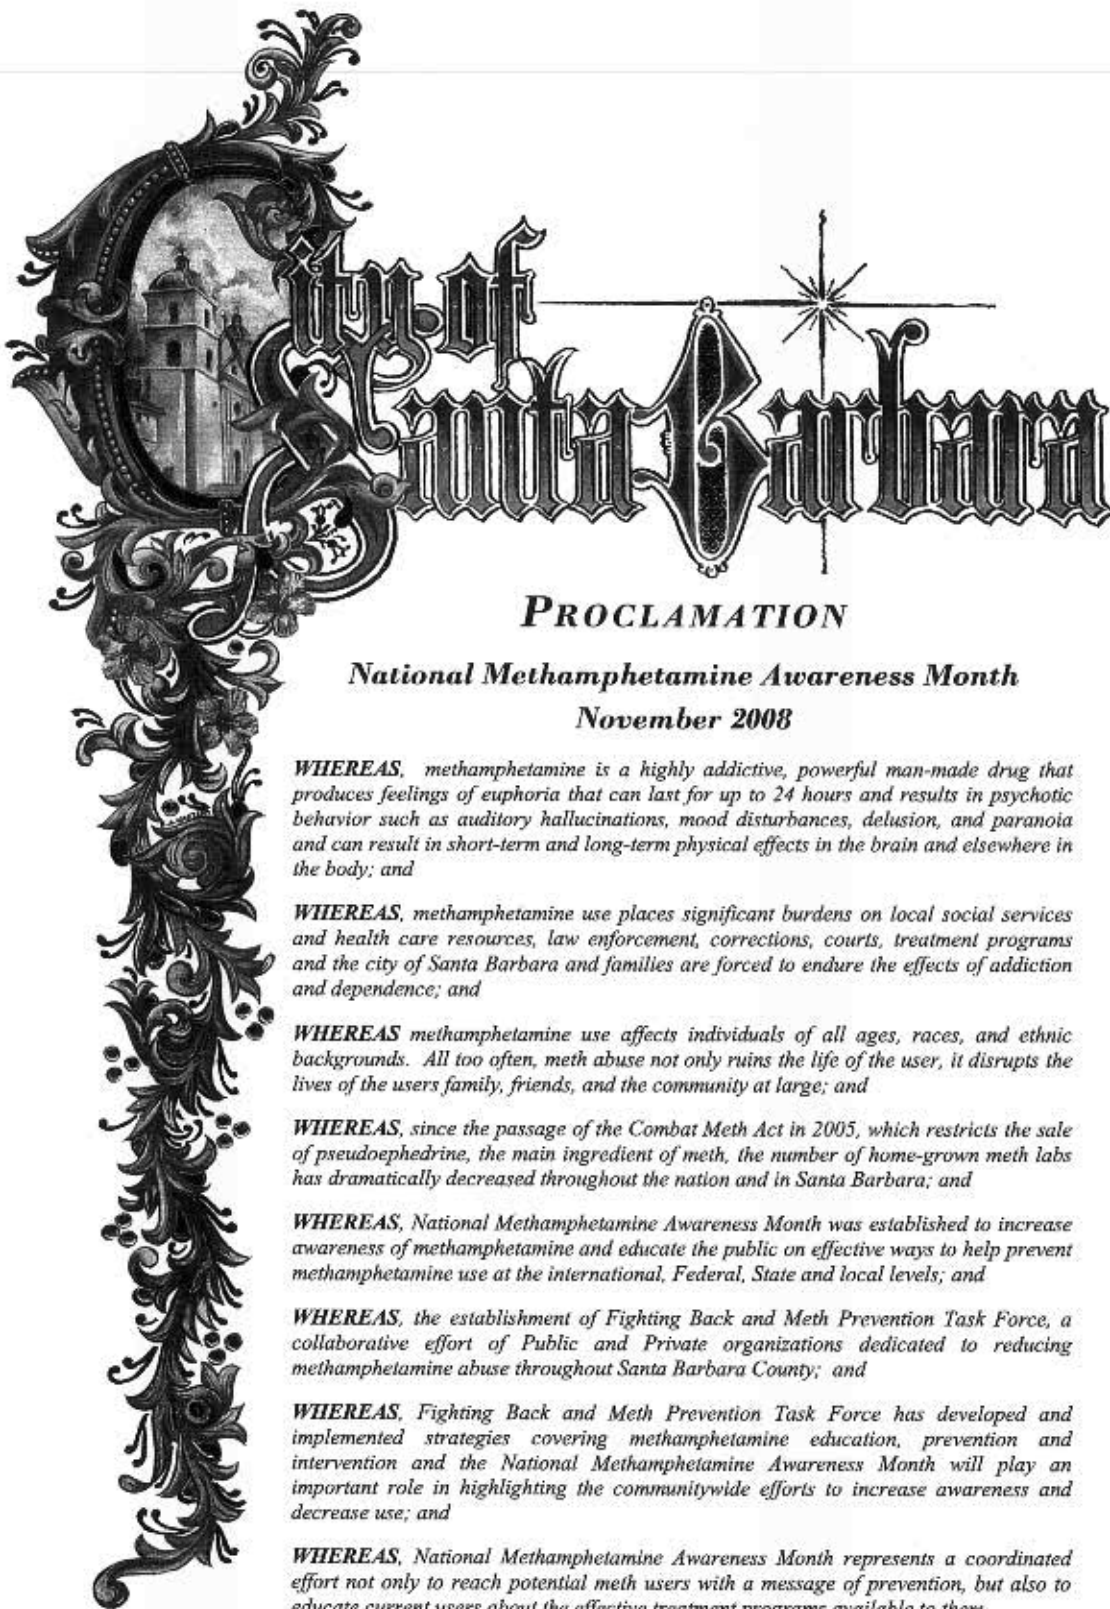 City of
Santa Barbara
PROCLAMATION
National Methamphetamine Awareness Month
November 2008
WHEREAS, methamphetamine is a highly addictive, powerful man-made drug that
produces feelings of euphoria that can last for up to 24 hours and results in psychotic
behavior such as auditory hallucinations, mood disturbances, delusion, and paranoia
and can result in short-term and long-term physical effects in the brain and elsewhere in
the body; and
WHEREAS, methamphetamine use places significant burdens on local social services
and health care resources, law enforcement, corrections, courts, treatment programs
and the city of Santa Barbara and families are forced to endure the effects of addiction
and dependence; and
WHEREAS methamphetamine use affects individuals of all ages, races, and ethnic
backgrounds. All too often, meth abuse not only ruins the life of the user, it disrupts the
lives of the users family, friends, and the community at large; and
WHEREAS, since the passage of the Combat Meth Act in 2005, which restricts the sale
of pseudoephedrine, the main ingredient of meth, the number of home-grown meth labs
has dramatically decreased throughout the nation and in Santa Barbara; and
WHEREAS, National Methamphetamine Awareness Month was established to increase
awareness of methamphetamine and educate the public on effective ways to help prevent
methamphetamine use at the international, Federal, State and local levels; and
WHEREAS, the establishment of Fighting Back and Meth Prevention Task Force, a
collaborative effort of Public and Private organizations dedicated to reducing
methamphetamine abuse throughout Santa Barbara County; and
WHEREAS, Fighting Back and Meth Prevention Task Force has developed and
implemented strategies covering methamphetamine education, prevention and
intervention and the National Methamphetamine Awareness Month will play an
important role in highlighting the communitywide efforts to increase awareness and
decrease use; and
WHEREAS, National Methamphetamine Awareness Month represents a coordinated
effort not only to reach potential meth users with a message of prevention, but also to
educate current users about the effective treatment programs available to them